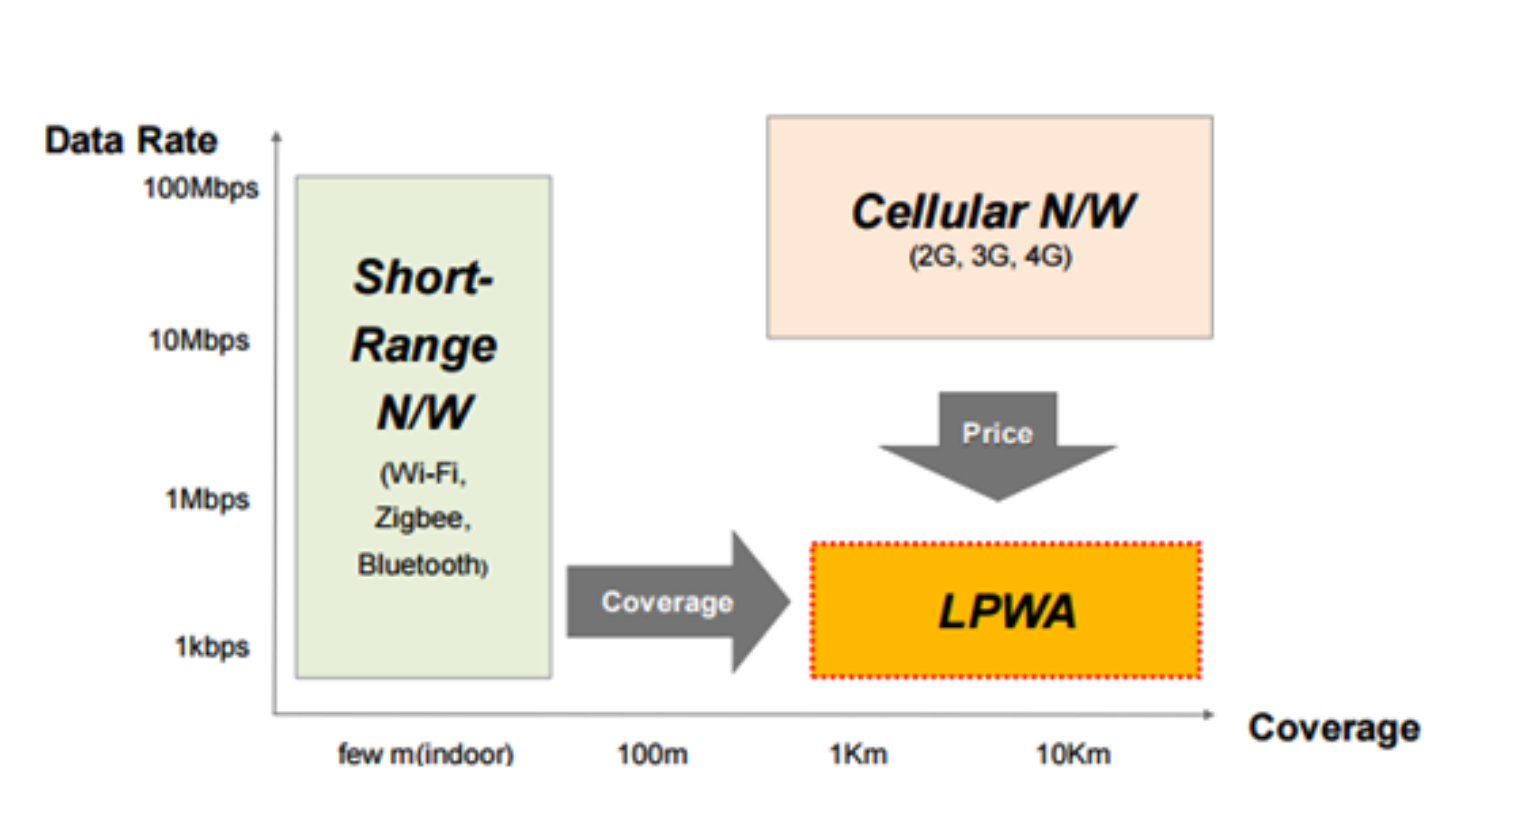 Data Rate
100Mbps
10Mbps
1Mbps
1kbps
Short-
Range
N/W
(Wi-Fi,
Zigbee,
Bluetooth)
Cellular N/W
(2G, 3G, 4G)
Price
Coverage
LPWA
few m(indoor)
100m
1Km
10Km
Coverage